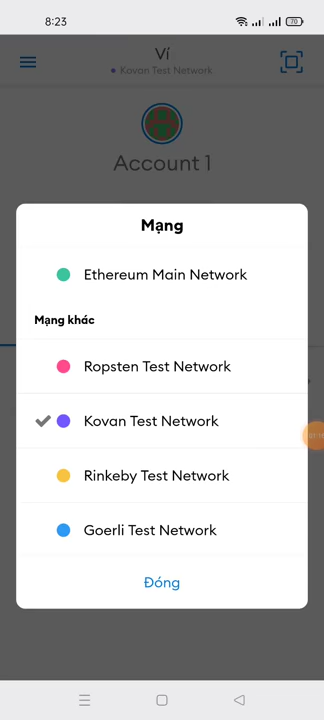 8:23
70
Ví
Kovan Test Network
Account 1
Mạng
Ethereum Main Network
Mạng khác
Ropsten Test Network
Kovan Test Network
Rinkeby Test Network
Goerli Test Network
Đóng